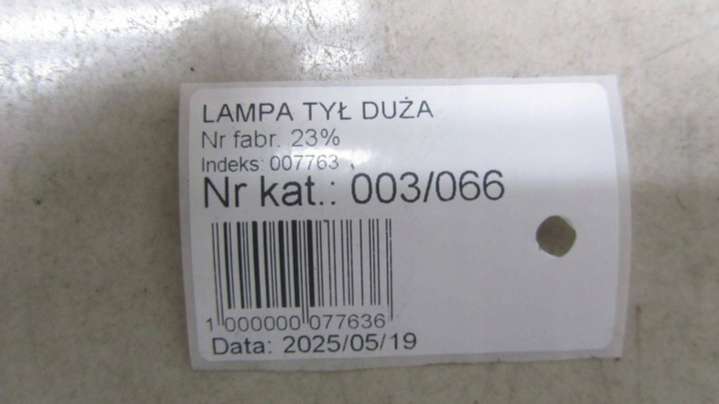 LAMPA TYŁ DUŻA
Nr fabr. 23%
Indeks: 007763
Nr kat.: 003/066
1 000000 077636
Data: 2025/05/19